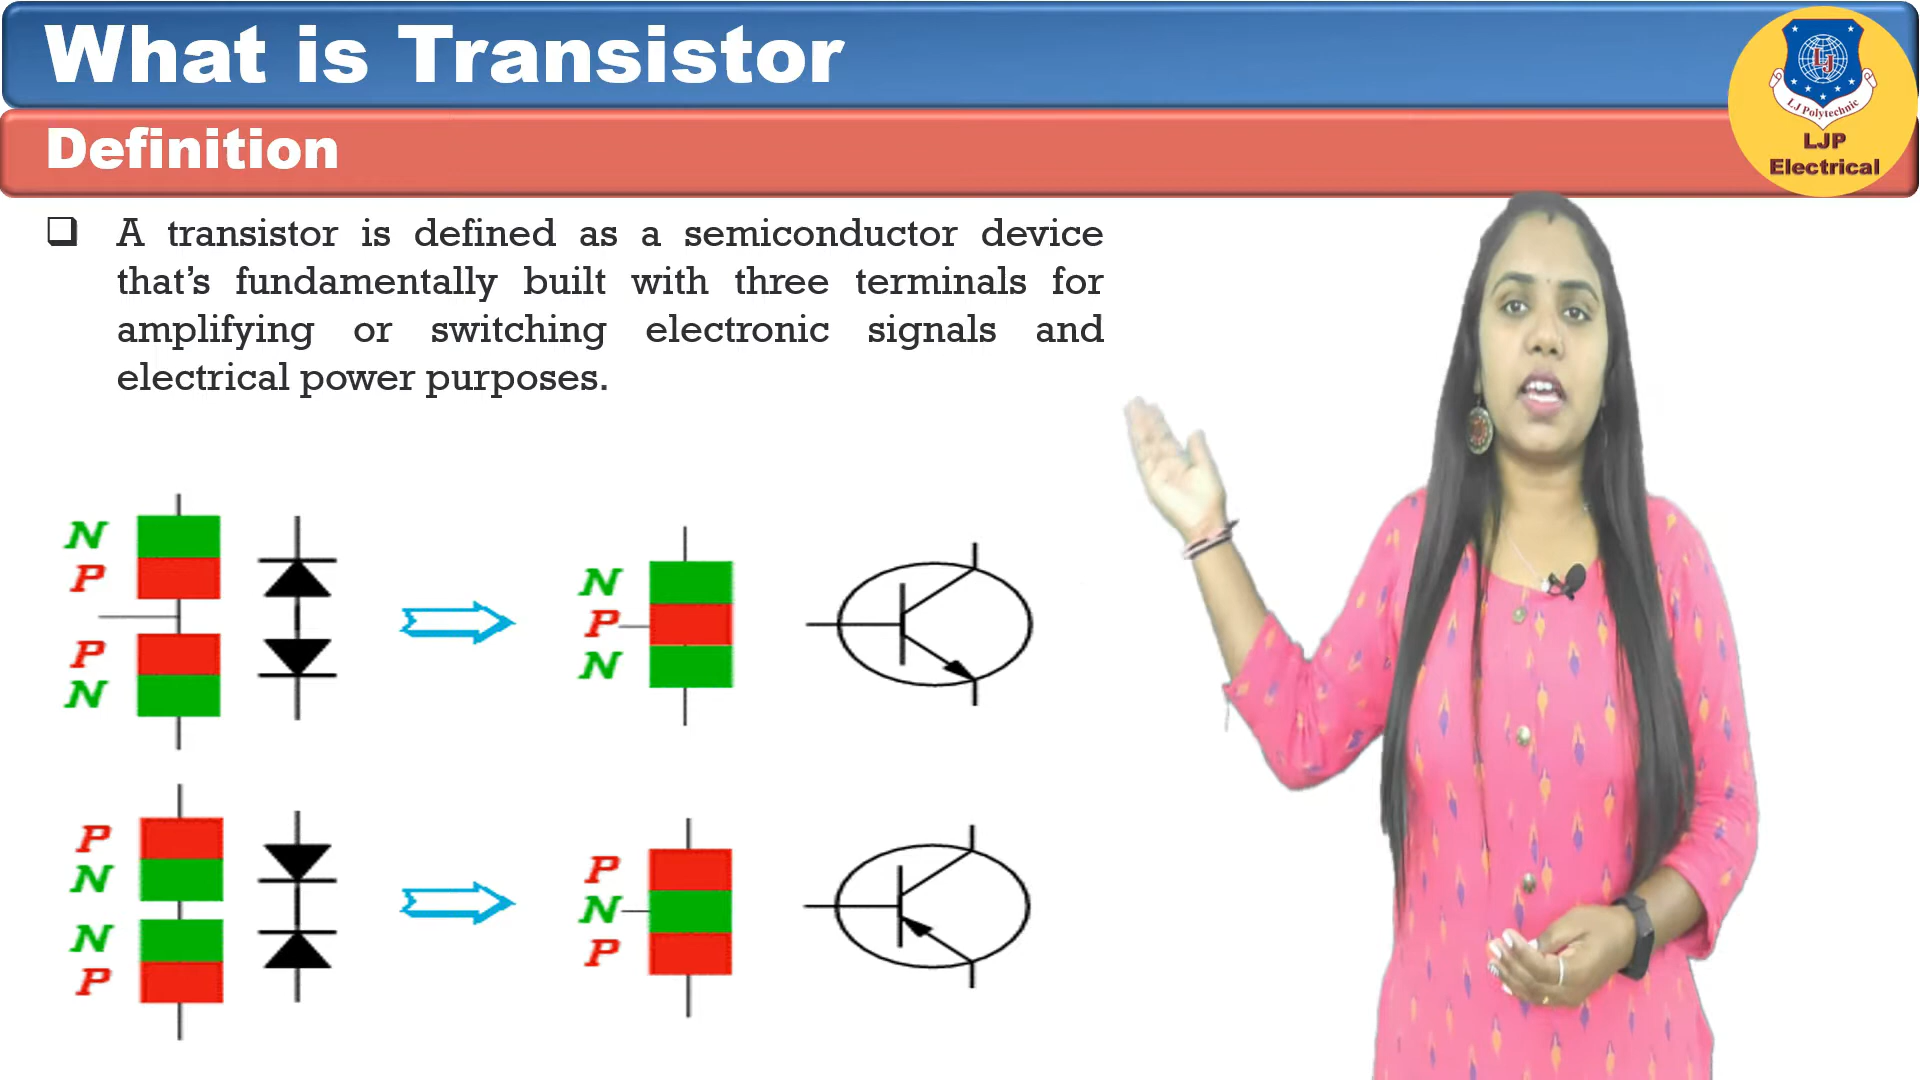 What is Transistor
Definition
LJ
LJ Polytechnic
LJP
Electrical
❑ A transistor is defined as a semiconductor device
that’s fundamentally built with three terminals for
amplifying or switching electronic signals and
electrical power purposes.
N
P
P
N
N
P
N
P
N
N
P
P
N
P